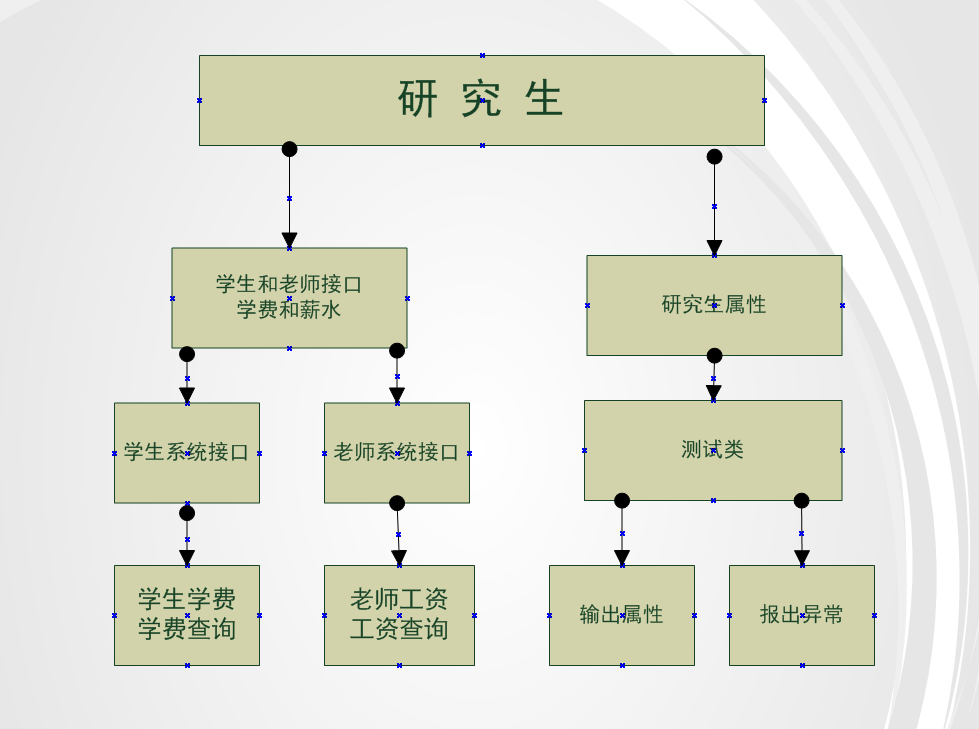 研 究 生
学生和老师接口
学费和薪水
研究生属性
学生系统接口
老师系统接口
测试类
学生学费
学费查询
老师工资
工资查询
输出属性
报出异常